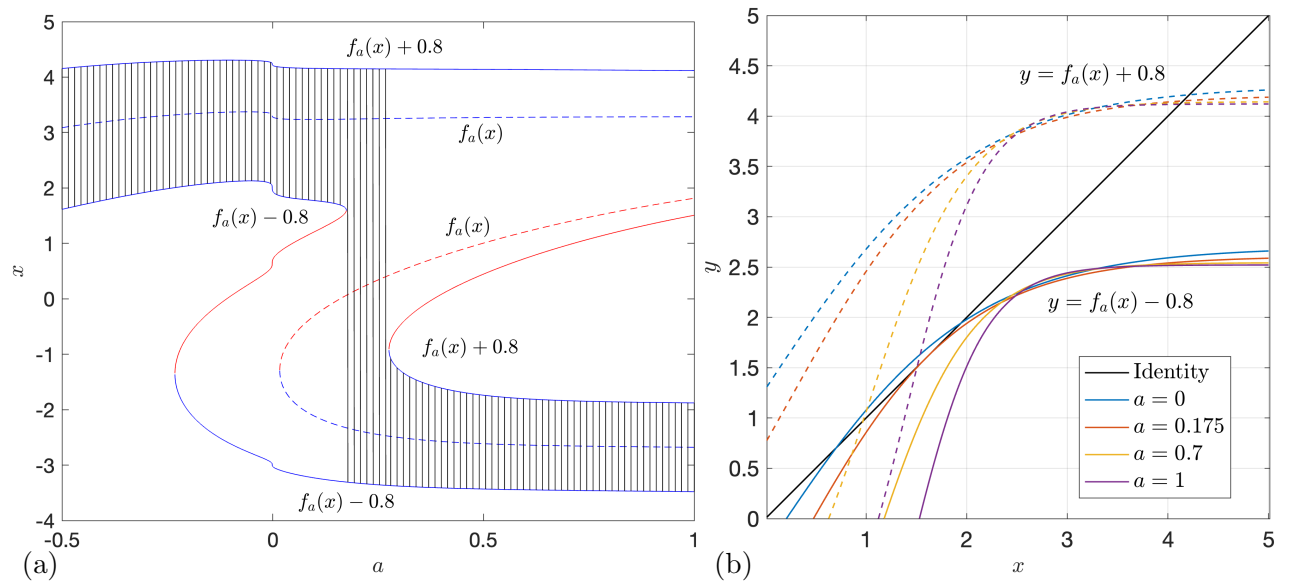 5
4
3
2
1
0
-1
-2
-3
-4
-0.5
0
0.5
1
x
a
f_a(x) + 0.8
f_a(x)
f_a(x) − 0.8
f_a(x)
f_a(x) + 0.8
f_a(x) − 0.8
(a)
5
4.5
4
3.5
3
2.5
2
1.5
1
0.5
0
1
2
3
4
5
y
x
y = f_a(x) + 0.8
y = f_a(x) − 0.8
Identity
a = 0
a = 0.175
a = 0.7
a = 1
(b)